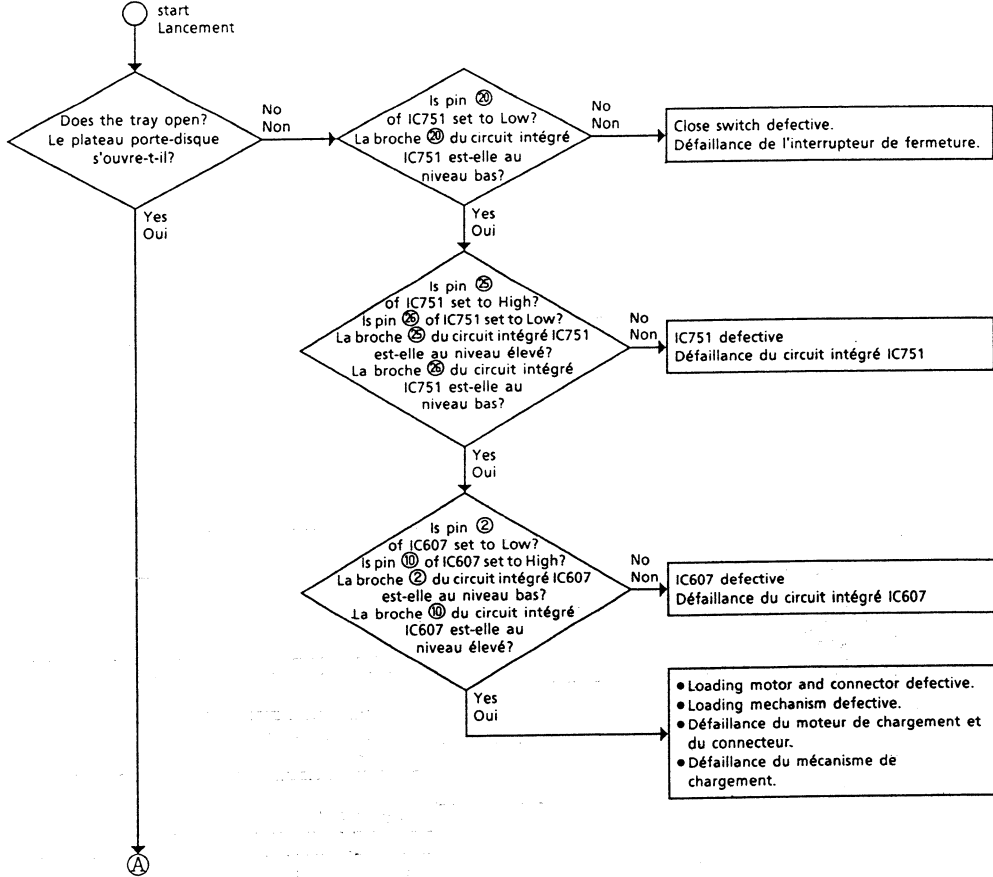 start
Lancement
Does the tray open?
Le plateau porte-disque
s'ouvre-t-il?
No
Non
Is pin ⑳
of IC751 set to Low?
La broche ⑳ du circuit intégré
IC751 est-elle au
niveau bas?
No
Non
Close switch defective.
Défaillance de l'interrupteur de fermeture.
Yes
Oui
Yes
Oui
Is pin ㉕
of IC751 set to High?
Is pin ㉖ of IC751 set to Low?
La broche ㉕ du circuit intégré IC751
est-elle au niveau élevé?
La broche ㉖ du circuit intégré
IC751 est-elle au
niveau bas?
No
Non
IC751 defective
Défaillance du circuit intégré IC751
Yes
Oui
Is pin ②
of IC607 set to Low?
Is pin ⑩ of IC607 set to High?
La broche ② du circuit intégré IC607
est-elle au niveau bas?
La broche ⑩ du circuit intégré
IC607 est-elle au
niveau élevé?
No
Non
IC607 defective
Défaillance du circuit intégré IC607
Yes
Oui
● Loading motor and connector defective.
● Loading mechanism defective.
● Défaillance du moteur de chargement et
du connecteur.
● Défaillance du mécanisme de
chargement.
Ⓐ